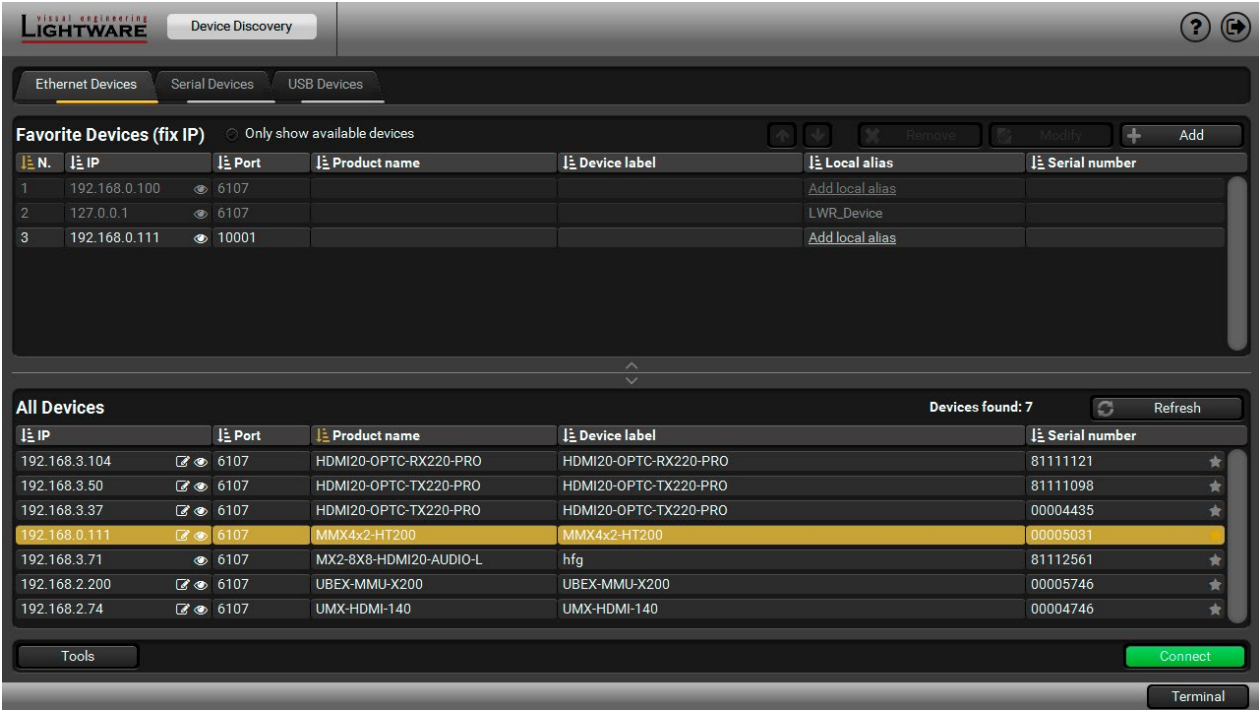 visual engineering
LIGHTWARE
Device Discovery
?
Ethernet Devices Serial Devices USB Devices
Favorite Devices (fix IP) Only show available devices Remove Modify Add
N. IP Port Product name Device label Local alias Serial number
1 192.168.0.100 6107 Add local alias
2 127.0.0.1 6107 LWR_Device
3 192.168.0.111 10001 Add local alias
All Devices Devices found: 7 Refresh
IP Port Product name Device label Serial number
192.168.3.104 6107 HDMI20-OPTC-RX220-PRO HDMI20-OPTC-RX220-PRO 81111121
192.168.3.50 6107 HDMI20-OPTC-TX220-PRO HDMI20-OPTC-TX220-PRO 81111098
192.168.3.37 6107 HDMI20-OPTC-TX220-PRO HDMI20-OPTC-TX220-PRO 00004435
192.168.0.111 6107 MMX4x2-HT200 MMX4x2-HT200 00005031
192.168.3.71 6107 MX2-8X8-HDMI20-AUDIO-L hfg 81112561
192.168.2.200 6107 UBEX-MMU-X200 UBEX-MMU-X200 00005746
192.168.2.74 6107 UMX-HDMI-140 UMX-HDMI-140 00004746
Tools Connect
Terminal